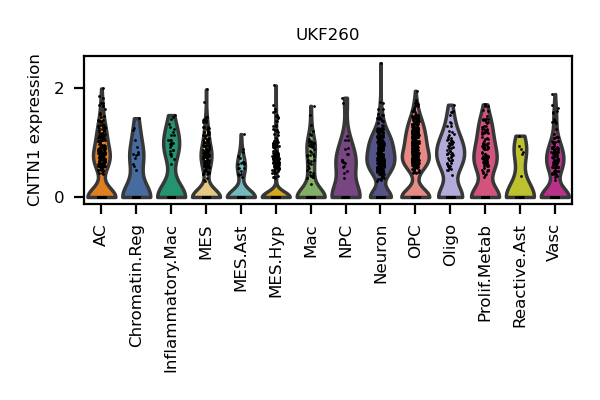 UKF260
CNTN1 expression
2
0
AC
Chromatin.Reg
Inflammatory.Mac
MES
MES.Ast
MES.Hyp
Mac
NPC
Neuron
OPC
Oligo
Prolif.Metab
Reactive.Ast
Vasc